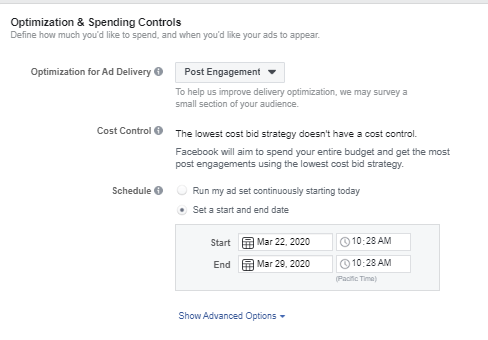 Optimization & Spending Controls
Define how much you'd like to spend, and when you'd like your ads to appear.
Optimization for Ad Delivery
Post Engagement
To help us improve delivery optimization, we may survey a
small section of your audience.
Cost Control
The lowest cost bid strategy doesn't have a cost control.
Facebook will aim to spend your entire budget and get the most
post engagements using the lowest cost bid strategy.
Schedule
Run my ad set continuously starting today
Set a start and end date
Start Mar 22, 2020 10:28 AM
End Mar 29, 2020 10:28 AM
(Pacific Time)
Show Advanced Options